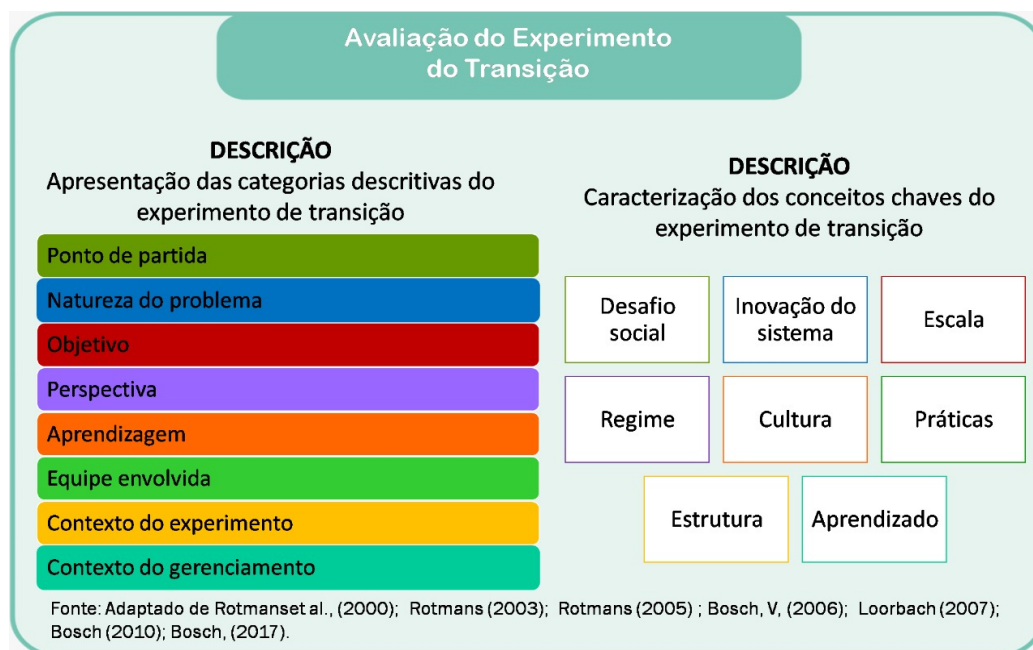 Avaliação do Experimento
do Transição
DESCRIÇÃO
Apresentação das categorias descritivas do
experimento de transição
Ponto de partida
Natureza do problema
Objetivo
Perspectiva
Aprendizagem
Equipe envolvida
Contexto do experimento
Contexto do gerenciamento
DESCRIÇÃO
Caracterização dos conceitos chaves do
experimento de transição
Desafio
social
Inovação do
sistema
Escala
Regime
Cultura
Práticas
Estrutura
Aprendizado
Fonte: Adaptado de Rotmanset al., (2000); Rotmans (2003); Rotmans (2005) ; Bosch, V, (2006); Loorbach (2007);
Bosch (2010); Bosch, (2017).